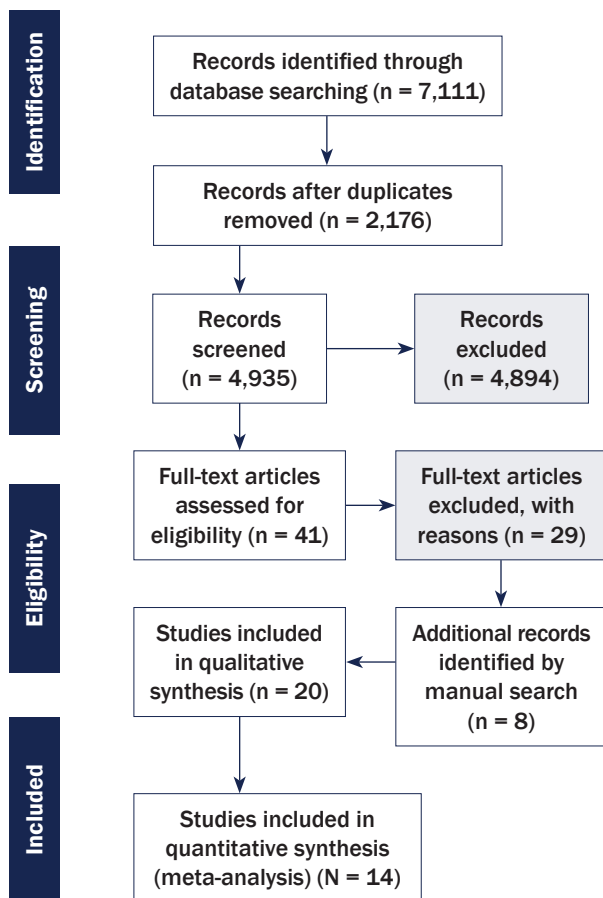 Identification
Records identified through
database searching (n = 7,111)
Records after duplicates
removed (n = 2,176)
Screening
Records
screened
(n = 4,935)
Records
excluded
(n = 4,894)
Eligibility
Full-text articles
assessed for
eligibility (n = 41)
Full-text articles
excluded, with
reasons (n = 29)
Additional records
identified by
manual search
(n = 8)
Studies included
in qualitative
synthesis (n = 20)
Included
Studies included in
quantitative synthesis
(meta-analysis) (N = 14)